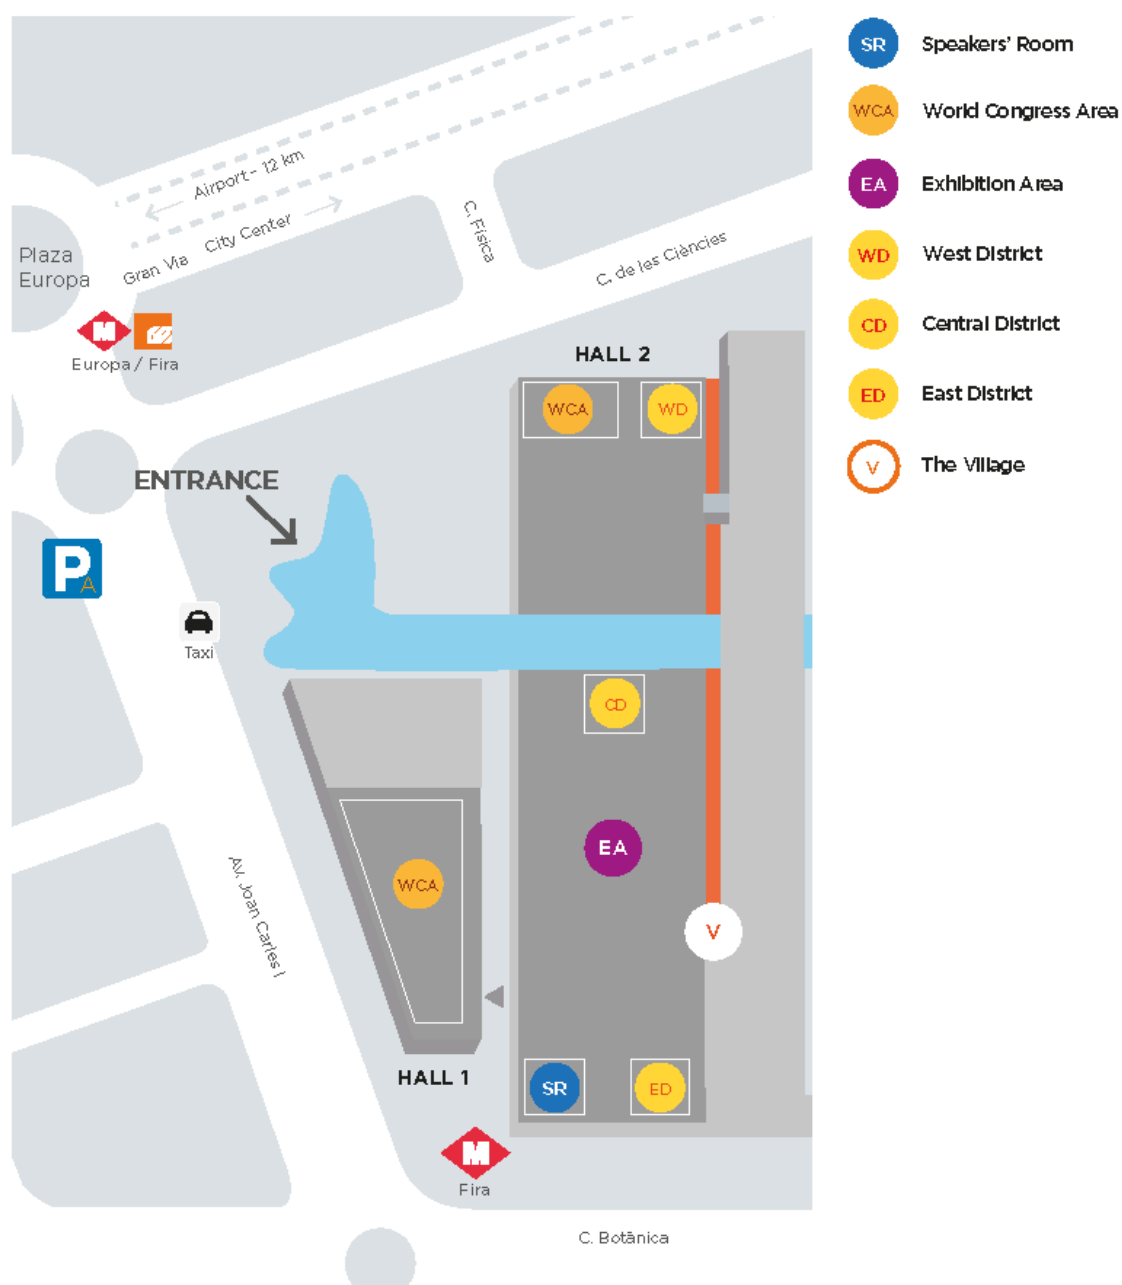 SR Speakers' Room
WCA World Congress Area
EA Exhibition Area
WD West District
CD Central District
ED East District
V The Village
Airport - 12 km
City Center
Gran Via
C. Física
C. de les Ciències
Plaza
Europa
M
Europa / Fira
HALL 2
WCA
WD
ENTRANCE
P
A
Taxi
CD
EA
WCA
V
Av. Joan Carles I
HALL 1
SR
ED
M
Fira
C. Botànica